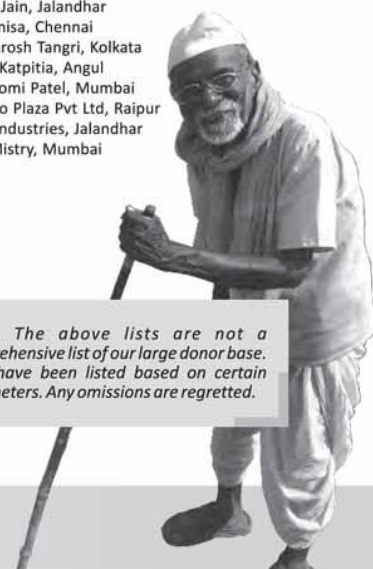 Jain, Jalandhar
nisa, Chennai
rosh Tangri, Kolkata
Katpitia, Angul
omi Patel, Mumbai
o Plaza Pvt Ltd, Raipur
ndustries, Jalandhar
Mistry, Mumbai
The above lists are not a
ehensive list of our large donor base.
have been listed based on certain
neters. Any omissions are regretted.